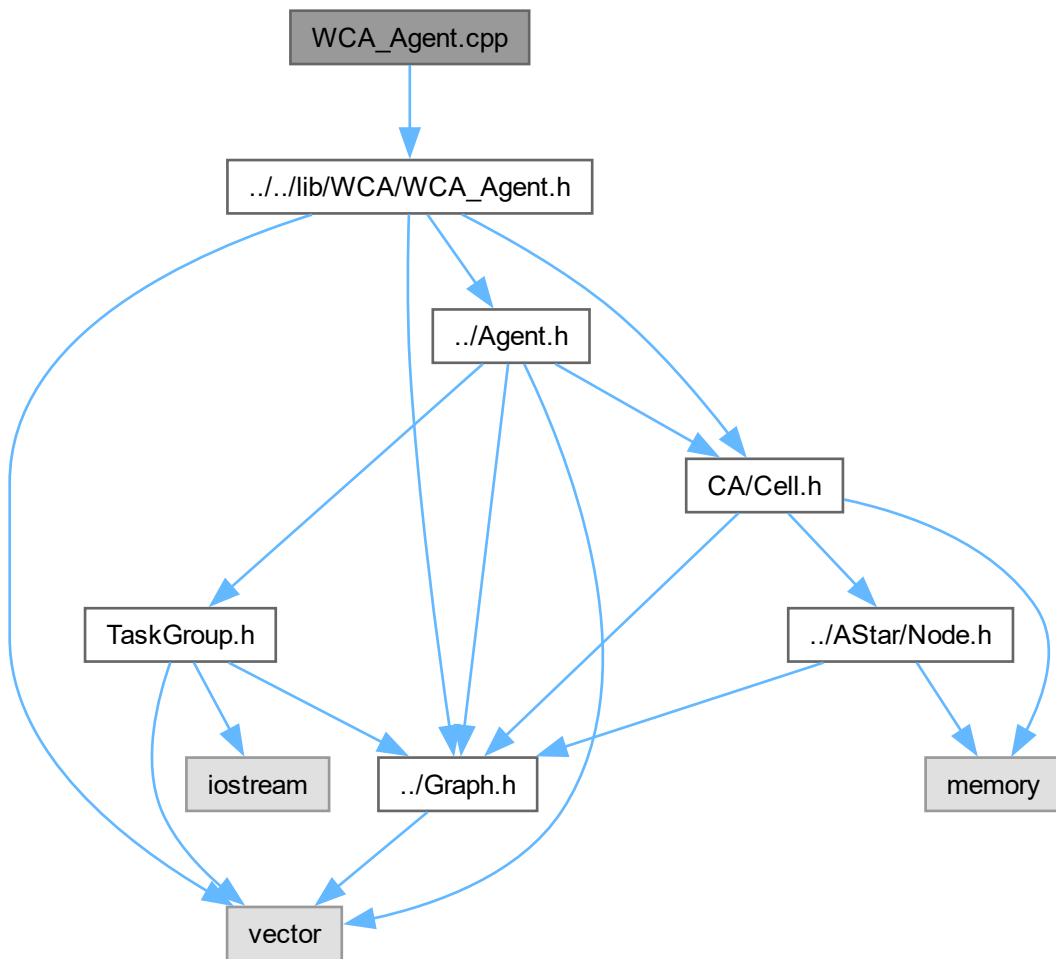 WCA_Agent.cpp
../../lib/WCA/WCA_Agent.h
../Agent.h
CA/Cell.h
TaskGroup.h
../AStar/Node.h
iostream
../Graph.h
memory
vector